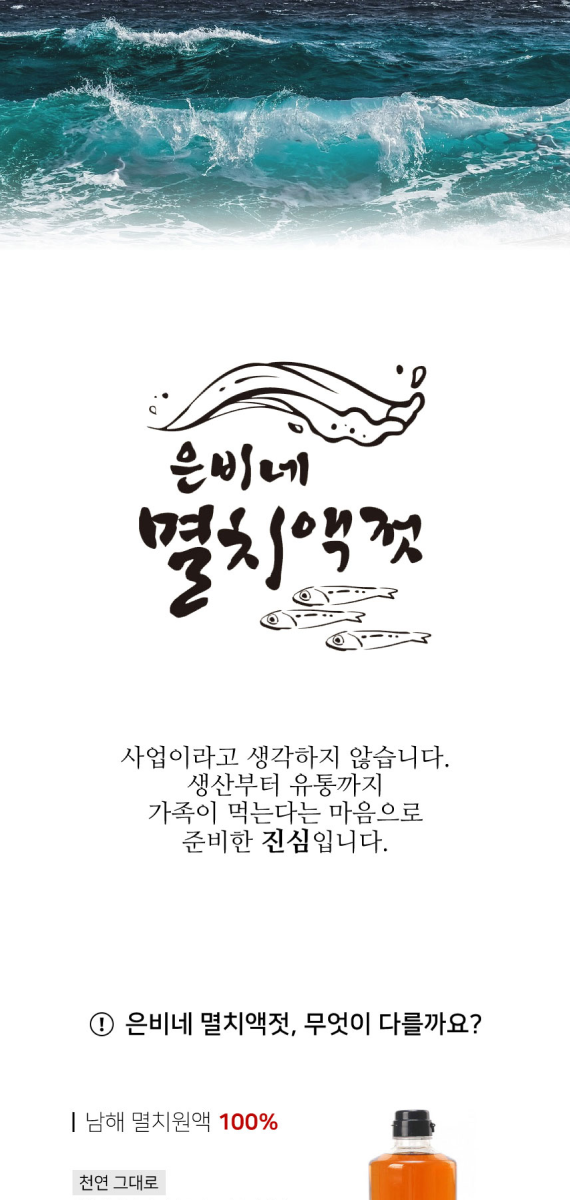 은비네
멸치액젓
사업이라고 생각하지 않습니다.
생산부터 유통까지
가족이 먹는다는 마음으로
준비한 진심입니다.
! 은비네 멸치액젓, 무엇이 다를까요?
남해 멸치원액 100%
천연 그대로